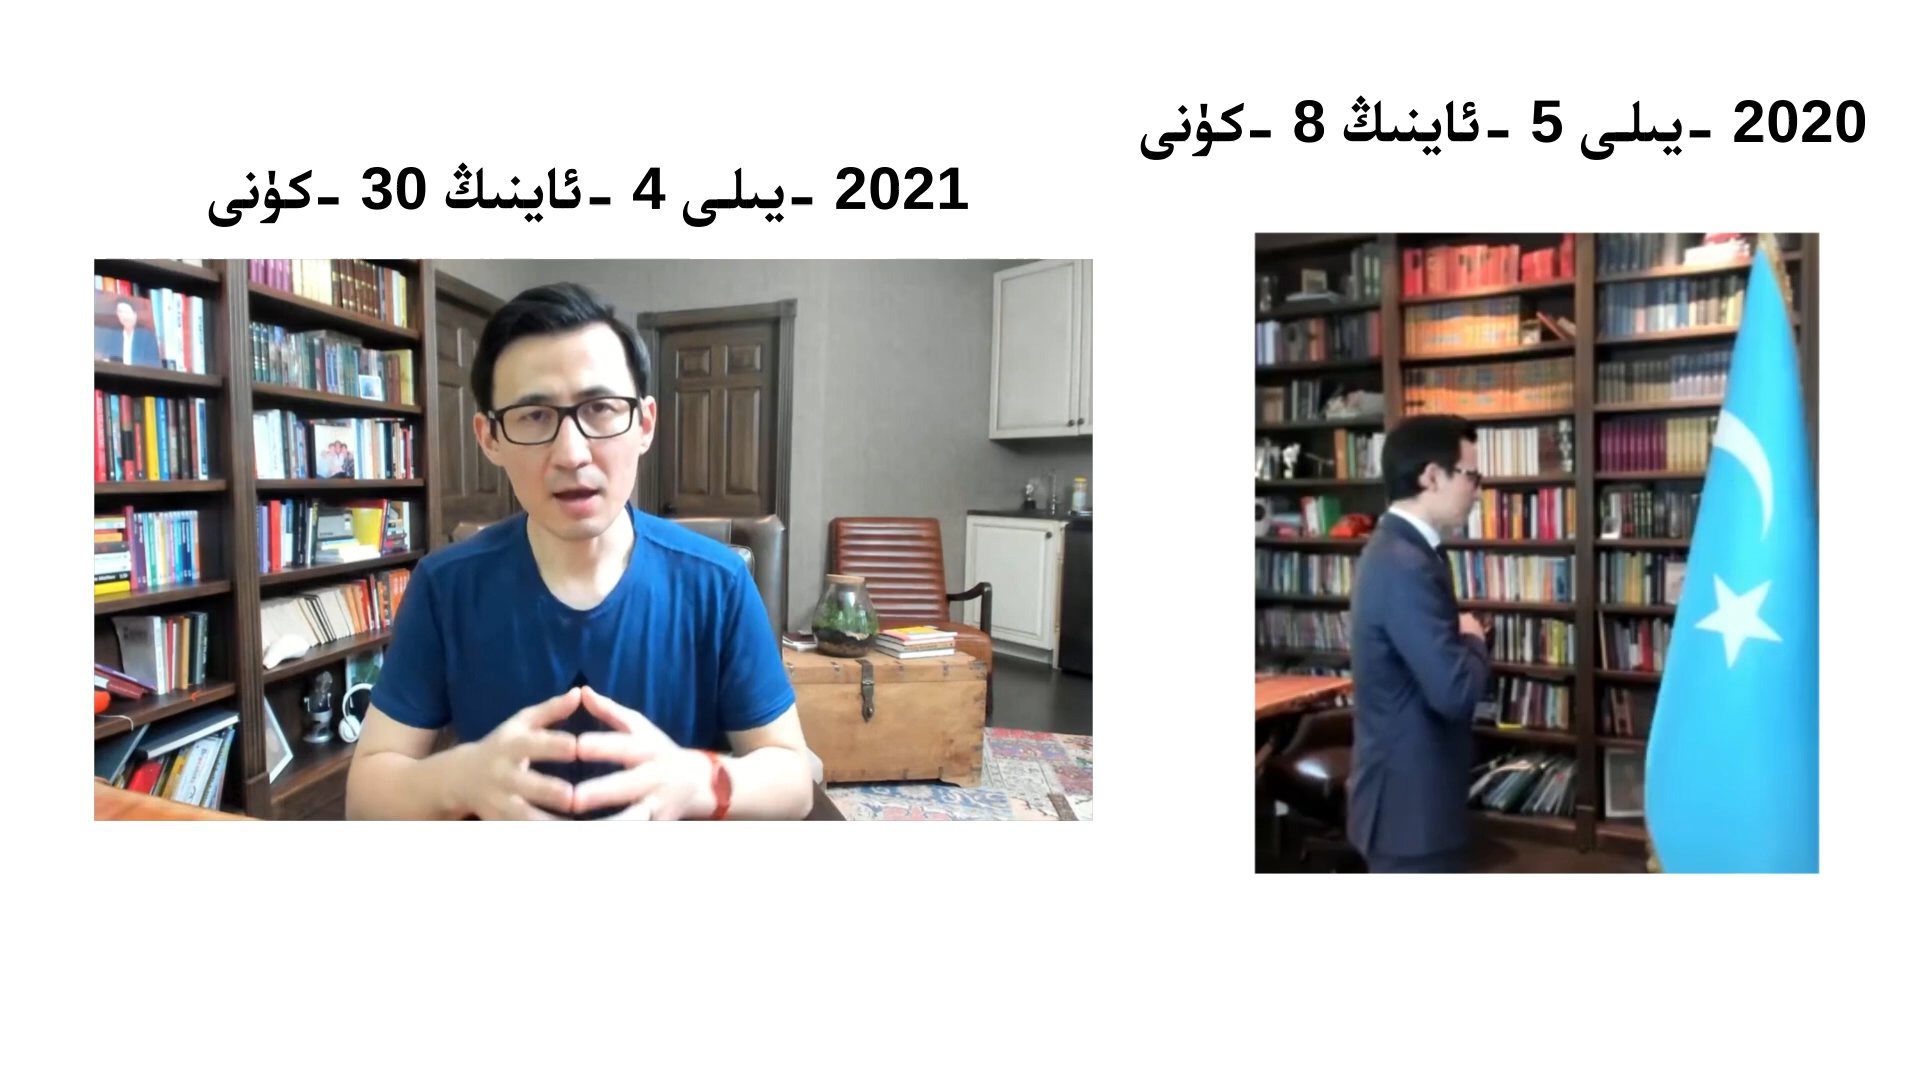 2020 -يىلى 5 -ئاينىڭ 8 -كۈنى
2021 -يىلى 4 -ئاينىڭ 30 -كۈنى